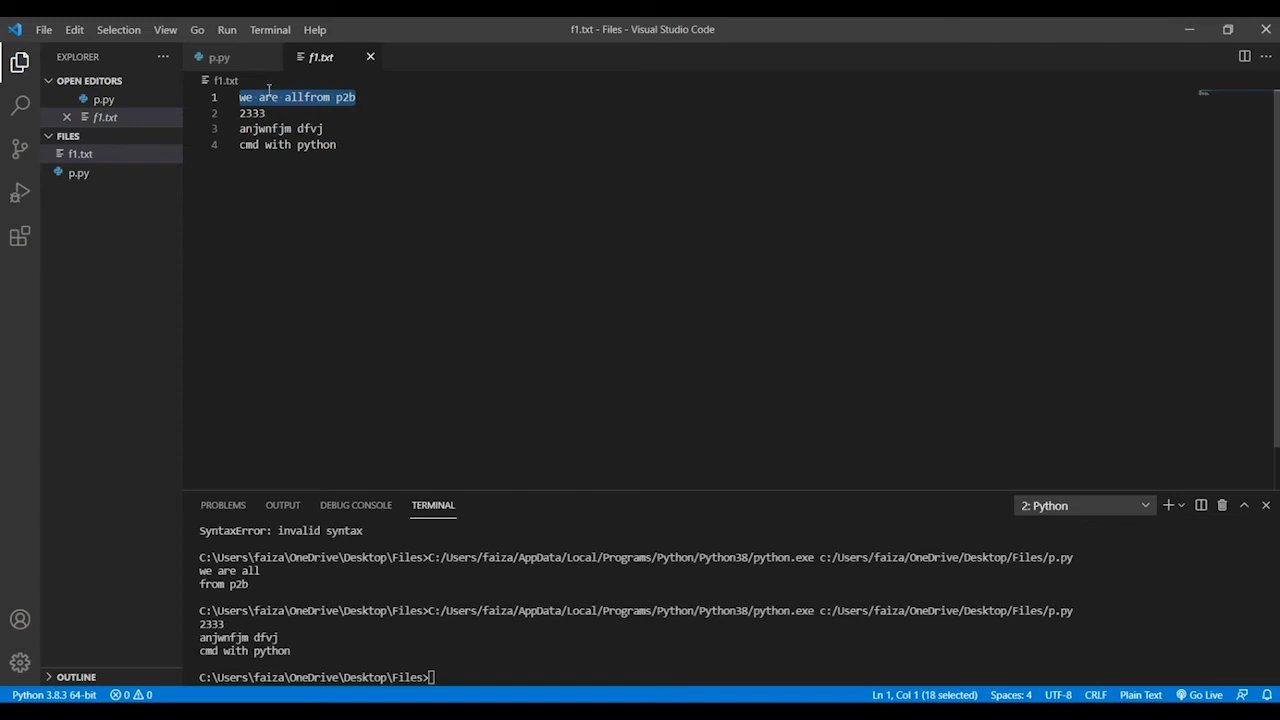 File Edit Selection View Go Run Terminal Help f1.txt - Files - Visual Studio Code
EXPLORER
p.py f1.txt
OPEN EDITORS
f1.txt
p.py
f1.txt
FILES
f1.txt
p.py
1 we are allfrom p2b
2 2333
3 anjwnfjm dfvj
4 cmd with python
PROBLEMS OUTPUT DEBUG CONSOLE TERMINAL 2: Python
SyntaxError: invalid syntax
C:\Users\faiza\OneDrive\Desktop\Files>C:/Users/faiza/AppData/Local/Programs/Python/Python38/python.exe c:/Users/faiza/OneDrive/Desktop/Files/p.py
we are all
from p2b
C:\Users\faiza\OneDrive\Desktop\Files>C:/Users/faiza/AppData/Local/Programs/Python/Python38/python.exe c:/Users/faiza/OneDrive/Desktop/Files/p.py
2333
anjwnfjm dfvj
cmd with python
C:\Users\faiza\OneDrive\Desktop\Files>
OUTLINE
Python 3.8.3 64-bit 0 0 Ln 1, Col 1 (18 selected) Spaces: 4 UTF-8 CRLF Plain Text Go Live